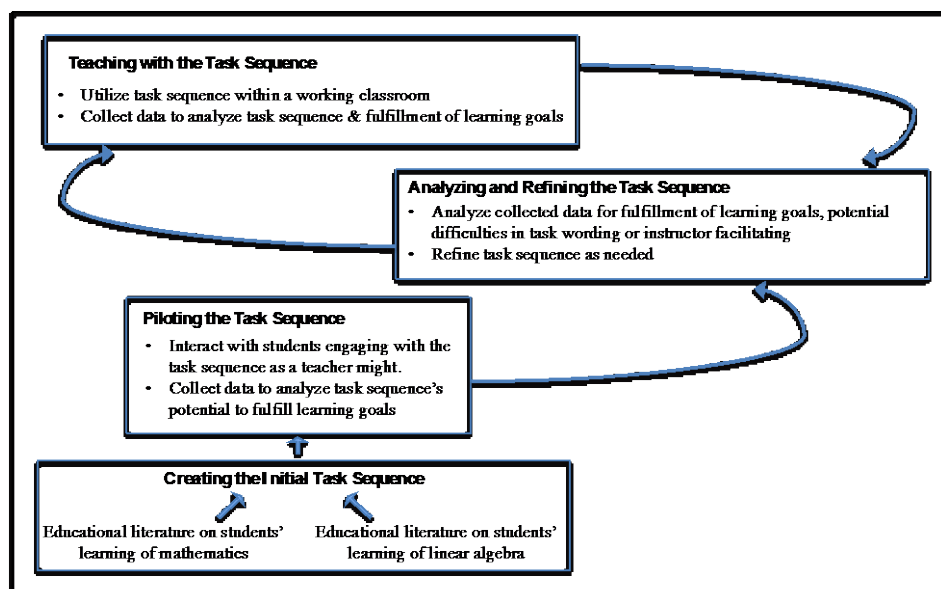 Teaching with the Task Sequence
• Utilize task sequence within a working classroom
• Collect data to analyze task sequence & fulfillment of learning goals
Analyzing and Refining the Task Sequence
• Analyze collected data for fulfillment of learning goals, potential
difficulties in task wording or instructor facilitating
• Refine task sequence as needed
Piloting the Task Sequence
• Interact with students engaging with the
task sequence as a teacher might.
• Collect data to analyze task sequence's
potential to fulfill learning goals
Creating the Initial Task Sequence
Educational literature on students'
learning of mathematics
Educational literature on students'
learning of linear algebra